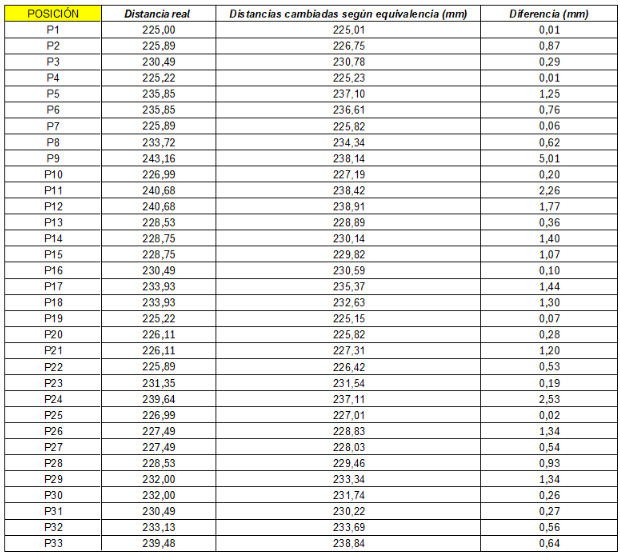 POSICIÓN Distancia real Distancias cambiadas según equivalencia (mm) Diferencia (mm)
P1 225,00 225,01 0,01
P2 225,89 226,75 0,87
P3 230,49 230,78 0,29
P4 225,22 225,23 0,01
P5 235,85 237,10 1,25
P6 235,85 236,61 0,76
P7 225,89 225,82 0,06
P8 233,72 234,34 0,62
P9 243,16 238,14 5,01
P10 226,99 227,19 0,20
P11 240,68 238,42 2,26
P12 240,68 238,91 1,77
P13 228,53 228,89 0,36
P14 228,75 230,14 1,40
P15 228,75 229,82 1,07
P16 230,49 230,59 0,10
P17 233,93 235,37 1,44
P18 233,93 232,63 1,30
P19 225,22 225,15 0,07
P20 226,11 225,82 0,28
P21 226,11 227,31 1,20
P22 225,89 226,42 0,53
P23 231,35 231,54 0,19
P24 239,64 237,11 2,53
P25 226,99 227,01 0,02
P26 227,49 228,83 1,34
P27 227,49 228,03 0,54
P28 228,53 229,46 0,93
P29 232,00 233,34 1,34
P30 232,00 231,74 0,26
P31 230,49 230,22 0,27
P32 233,13 233,69 0,56
P33 239,48 238,84 0,64